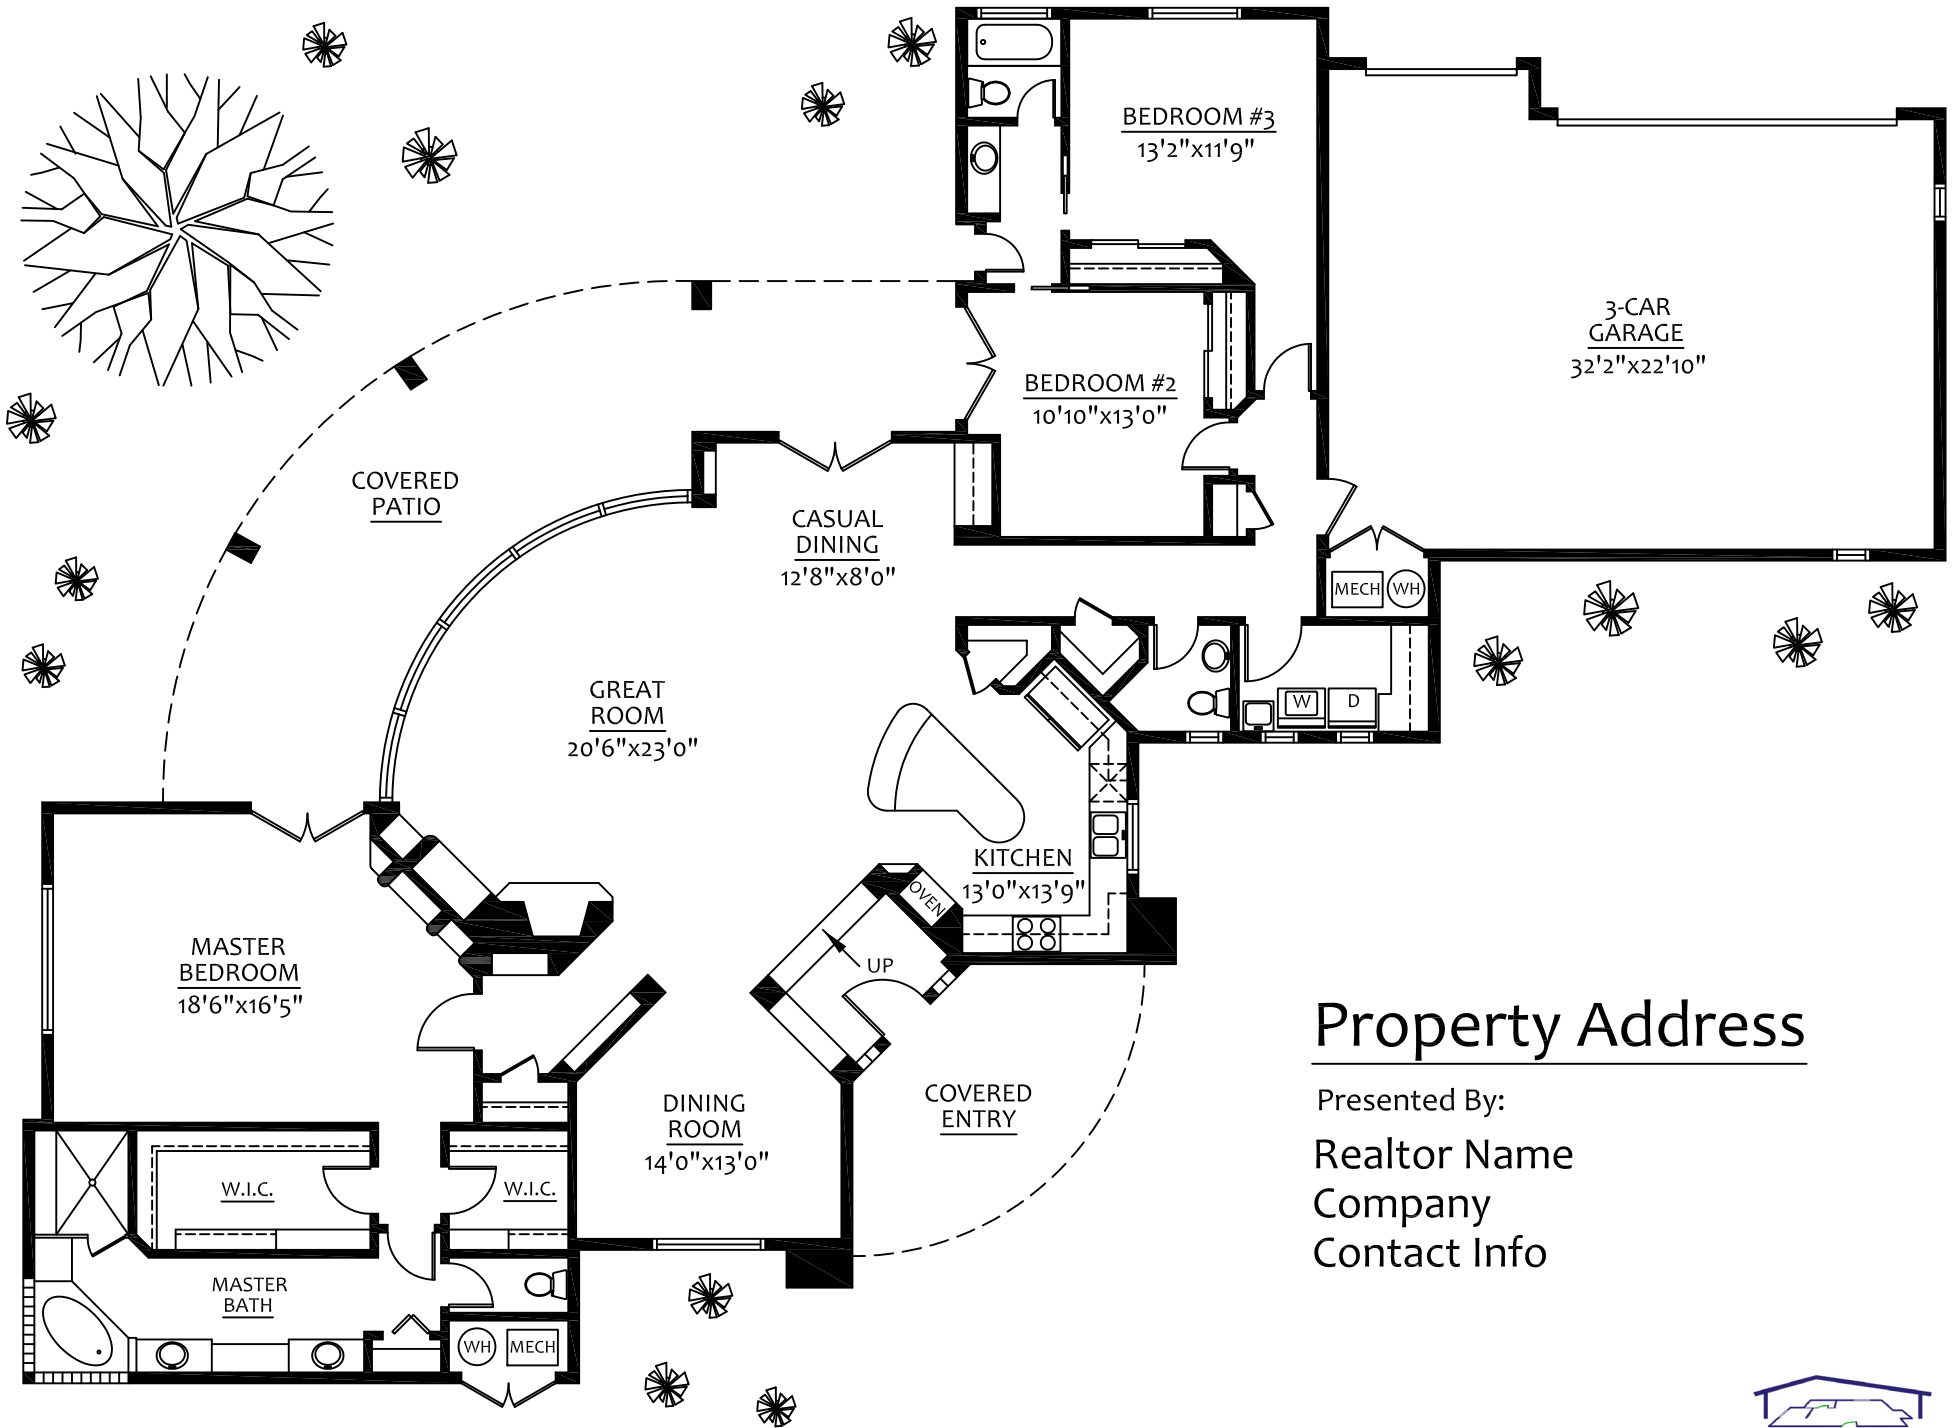 BEDROOM #3
13'2"x11'9"
3-CAR
GARAGE
32'2"x22'10"
BEDROOM #2
10'10"x13'0"
COVERED
PATIO
CASUAL
DINING
12'8"x8'0"
MECH
WH
GREAT
ROOM
20'6"x23'0"
W
D
KITCHEN
13'0"x13'9"
OVEN
MASTER
BEDROOM
18'6"x16'5"
UP
Property Address
Presented By:
Realtor Name
Company
Contact Info
COVERED
ENTRY
DINING
ROOM
14'0"x13'0"
W.I.C.
W.I.C.
MASTER
BATH
WH
MECH